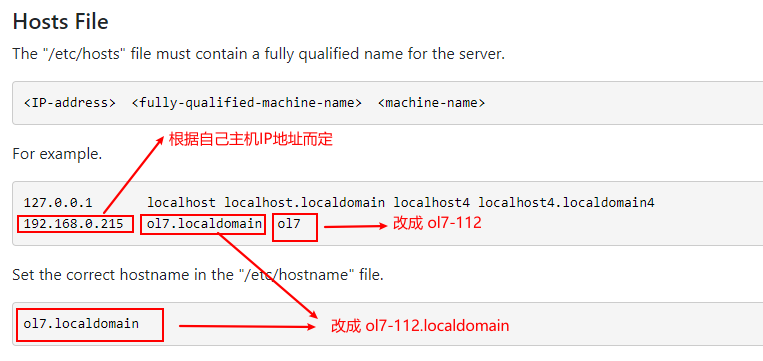 Hosts File
The "/etc/hosts" file must contain a fully qualified name for the server.
<IP-address>  <fully-qualified-machine-name>  <machine-name>
根据自己主机IP地址而定
For example.
127.0.0.1       localhost localhost.localdomain localhost4 localhost4.localdomain4
192.168.0.215   ol7.localdomain  ol7
改成 ol7-112
Set the correct hostname in the "/etc/hostname" file.
ol7.localdomain
改成 ol7-112.localdomain